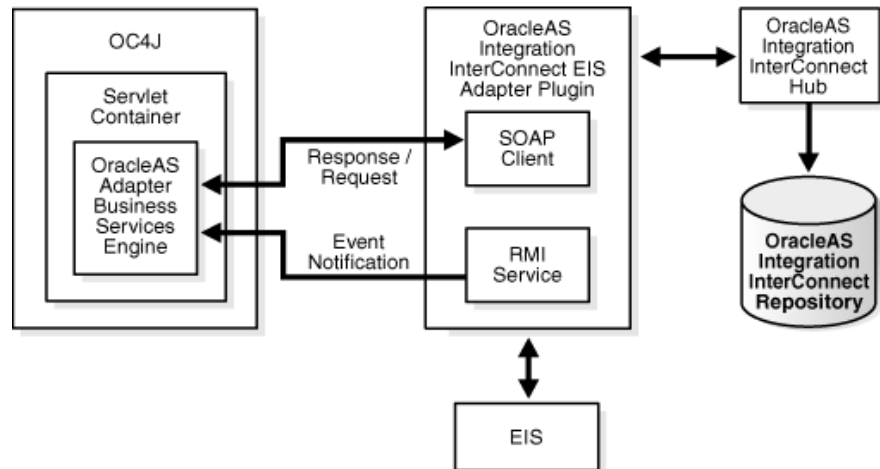 OC4J
Servlet
Container
OracleAS
Adapter
Business
Services
Engine
Response /
Request
Event
Notification
OracleAS
Integration
InterConnect EIS
Adapter Plugin
SOAP
Client
RMI
Service
EIS
OracleAS
Integration
InterConnect
Hub
OracleAS
Integration
InterConnect
Repository